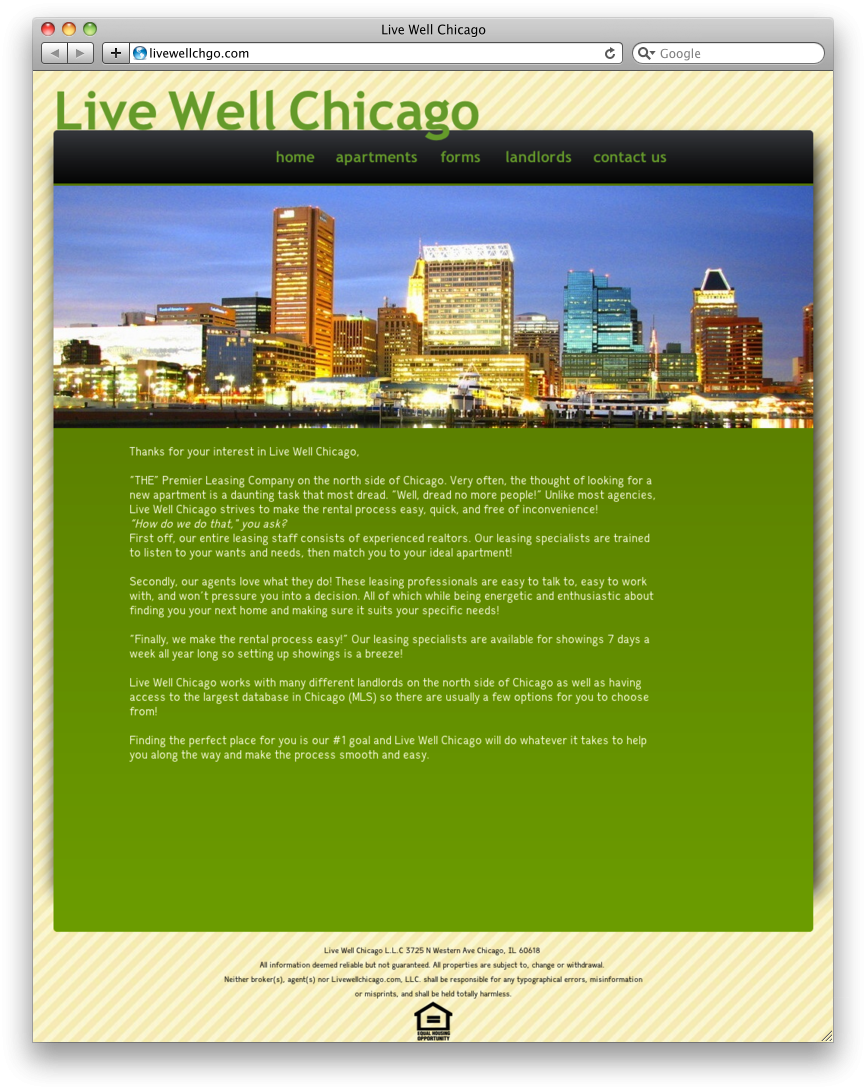 Live Well Chicago
livewellchgo.com
Google
Live Well Chicago
home apartments forms landlords contact us
Thanks for your interest in Live Well Chicago,
"THE" Premier Leasing Company on the north side of Chicago. Very often, the thought of looking for a
new apartment is a daunting task that most dread. "Well, dread no more people!" Unlike most agencies,
Live Well Chicago strives to make the rental process easy, quick, and free of inconvenience!
"How do we do that," you ask?
First off, our entire leasing staff consists of experienced realtors. Our leasing specialists are trained
to listen to your wants and needs, then match you to your ideal apartment!
Secondly, our agents love what they do! These leasing professionals are easy to talk to, easy to work
with, and won't pressure you into a decision. All of which while being energetic and enthusiastic about
finding you your next home and making sure it suits your specific needs!
"Finally, we make the rental process easy!" Our leasing specialists are available for showings 7 days a
week all year long so setting up showings is a breeze!
Live Well Chicago works with many different landlords on the north side of Chicago as well as having
access to the largest database in Chicago (MLS) so there are usually a few options for you to choose
from!
Finding the perfect place for you is our #1 goal and Live Well Chicago will do whatever it takes to help
you along the way and make the process smooth and easy.
Live Well Chicago L.L.C 3725 N Western Ave Chicago, IL 60618
All information deemed reliable but not guaranteed. All properties are subject to, change or withdrawal.
Neither broker(s), agent(s) nor Livewellchicago.com, LLC. shall be responsible for any typographical errors, misinformation
or misprints, and shall be held totally harmless.
EQUAL HOUSING
OPPORTUNITY